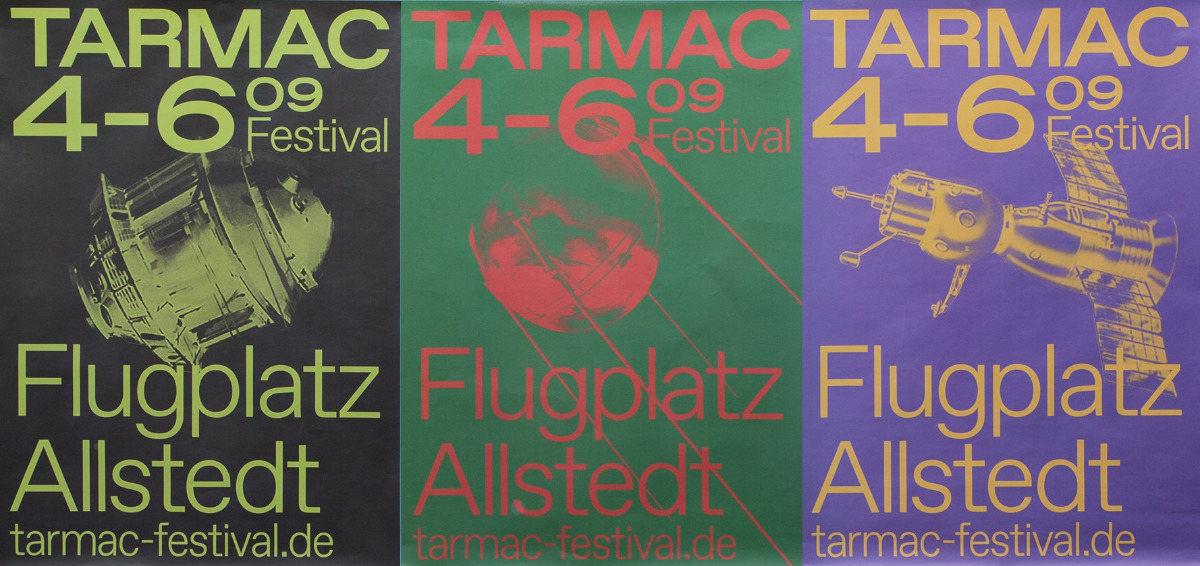 TARMAC
4-6 09
Festival
Flugplatz
Allstedt
tarmac-festival.de
TARMAC
4-6 09
Festival
Flugplatz
Allstedt
tarmac-festival.de
TARMAC
4-6 09
Festival
Flugplatz
Allstedt
tarmac-festival.de